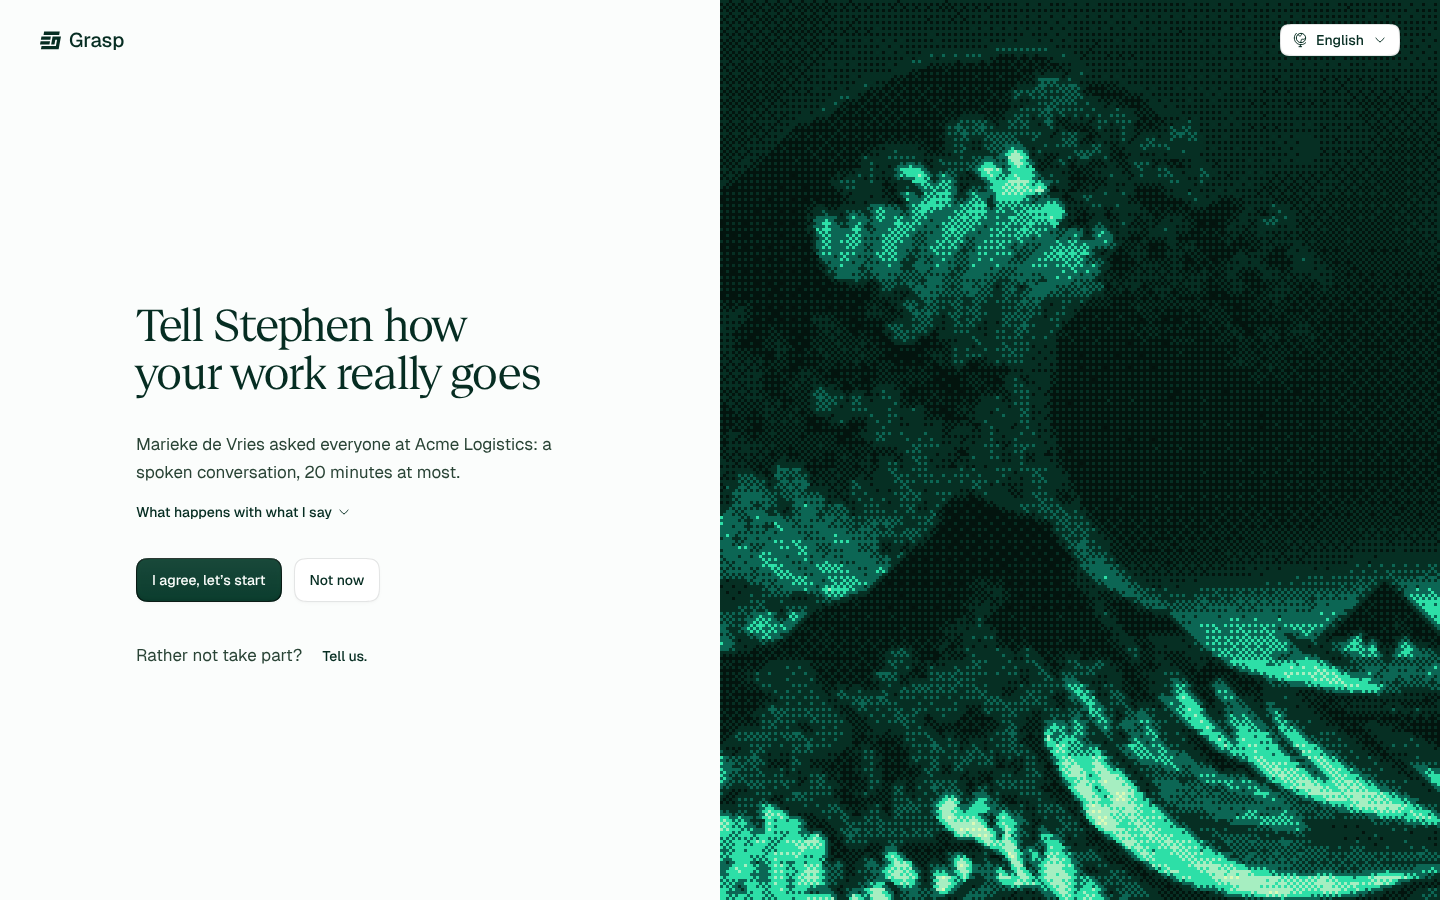 Grasp
English
Tell Stephen how
your work really goes
Marieke de Vries asked everyone at Acme Logistics: a
spoken conversation, 20 minutes at most.
What happens with what I say
I agree, let’s start
Not now
Rather not take part? Tell us.